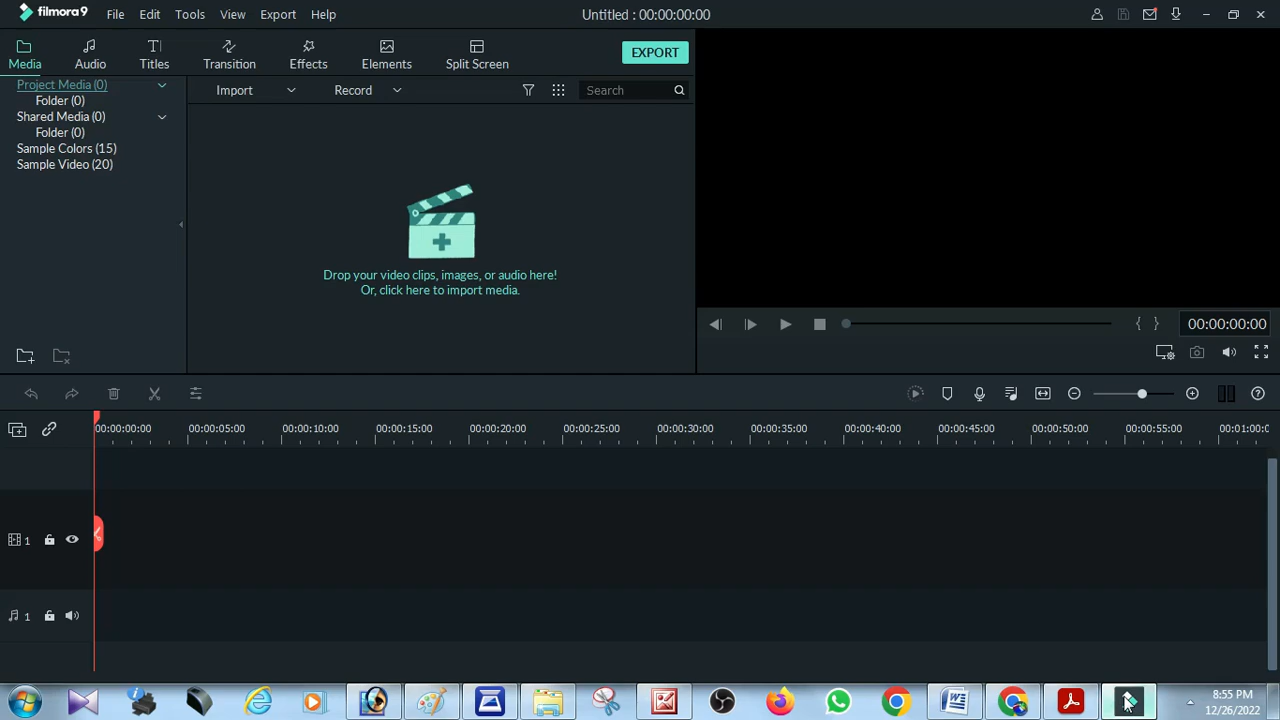 filmora9 File Edit Tools View Export Help Untitled : 00:00:00:00
Media Audio Titles Transition Effects Elements Split Screen EXPORT
Project Media (0)
Folder (0)
Shared Media (0)
Folder (0)
Sample Colors (15)
Sample Video (20)
Import Record Search
Drop your video clips, images, or audio here!
Or, click here to import media.
{ } 00:00:00:00
00:00:00:00 00:00:05:00 00:00:10:00 00:00:15:00 00:00:20:00 00:00:25:00 00:00:30:00 00:00:35:00 00:00:40:00 00:00:45:00 00:00:50:00 00:00:55:00 00:01:00:0
1
1
8:55 PM
12/26/2022